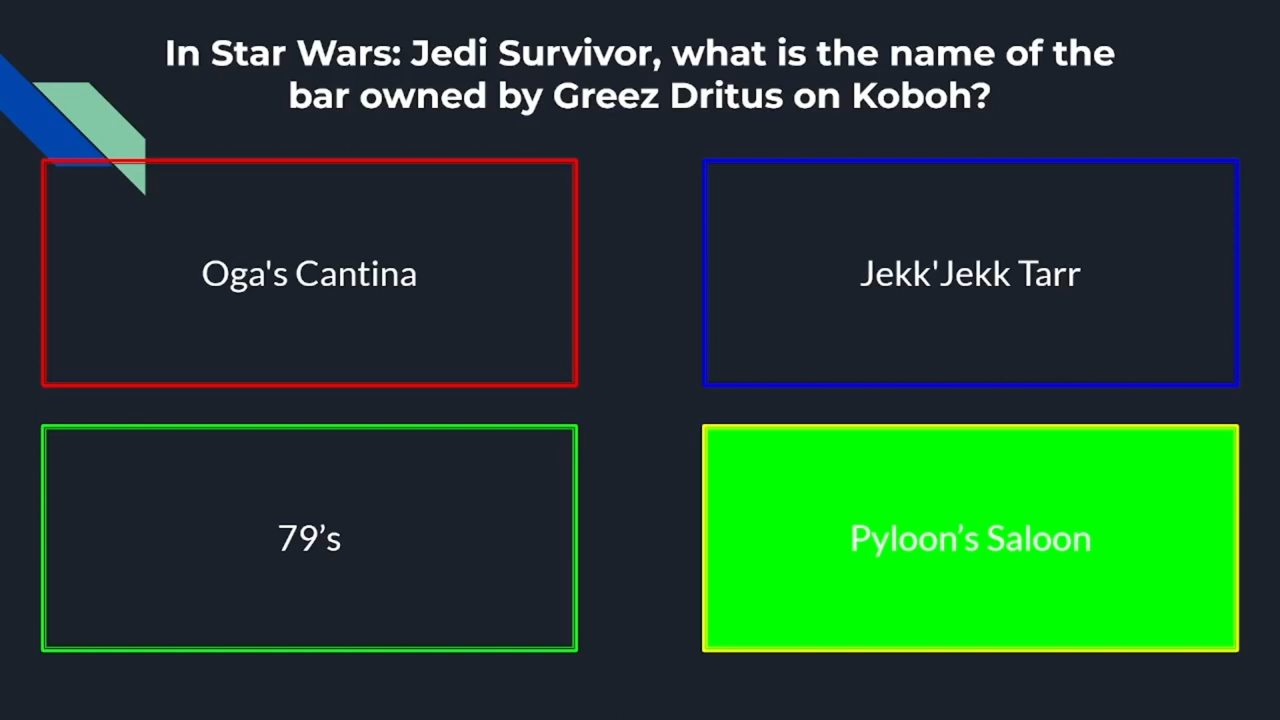 In Star Wars: Jedi Survivor, what is the name of the
bar owned by Greez Dritus on Koboh?
Oga's Cantina
Jekk'Jekk Tarr
79’s
Pyloon’s Saloon